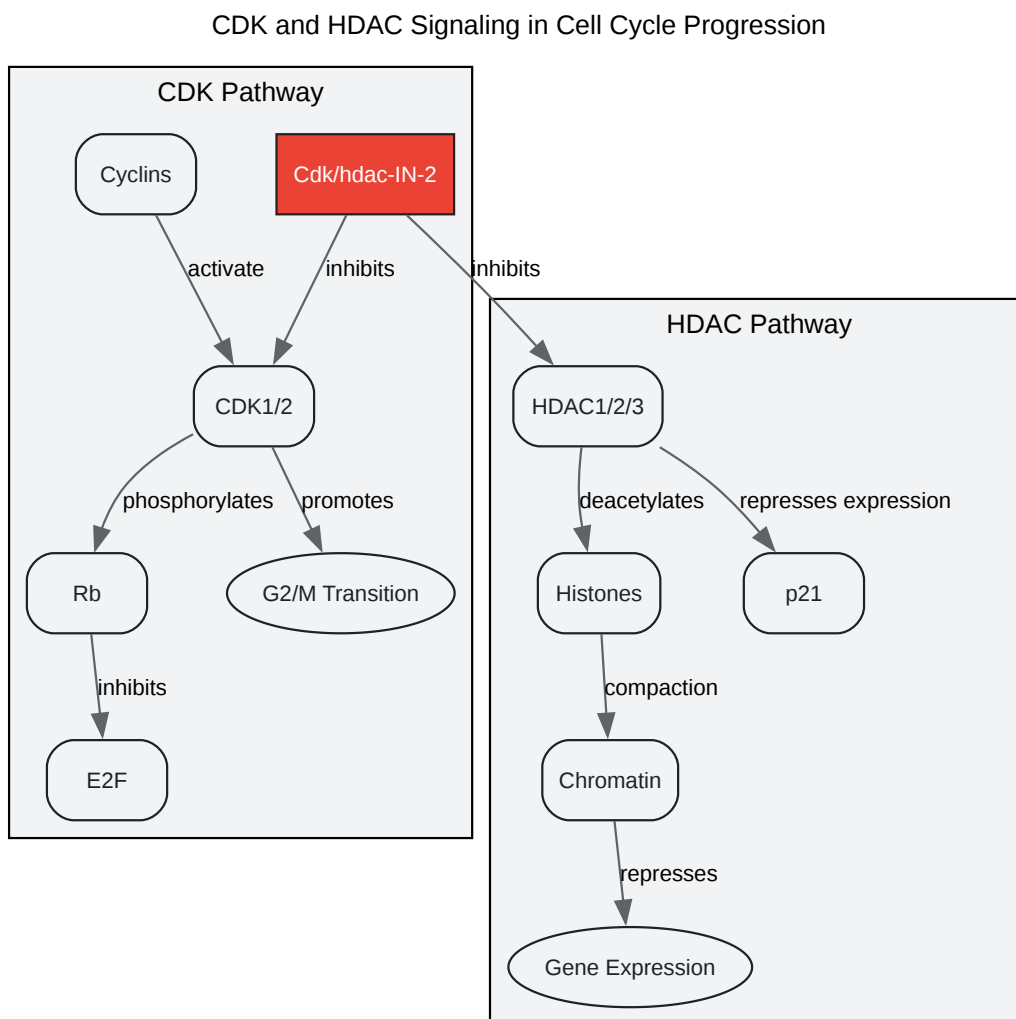 CDK and HDAC Signaling in Cell Cycle Progression
CDK Pathway
Cyclins
Cdk/hdac-IN-2
activate
inhibits
inhibits
HDAC Pathway
CDK1/2
HDAC1/2/3
phosphorylates
promotes
deacetylates
represses expression
Rb
G2/M Transition
Histones
p21
inhibits
compaction
E2F
Chromatin
represses
Gene Expression